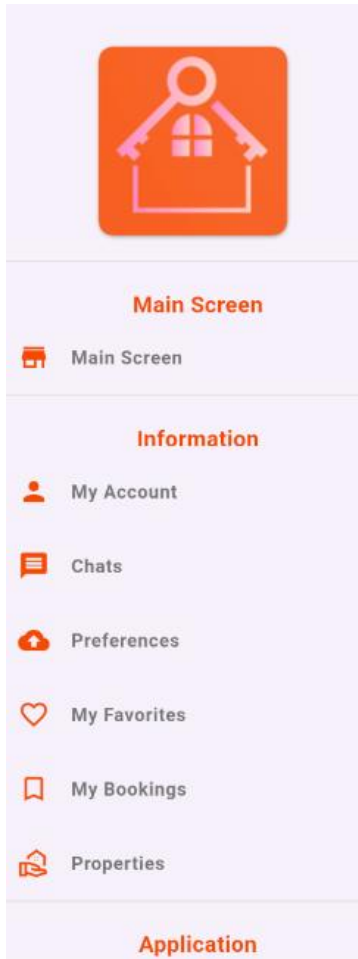 Main Screen
Main Screen
Information
My Account
Chats
Preferences
My Favorites
My Bookings
Properties
Application